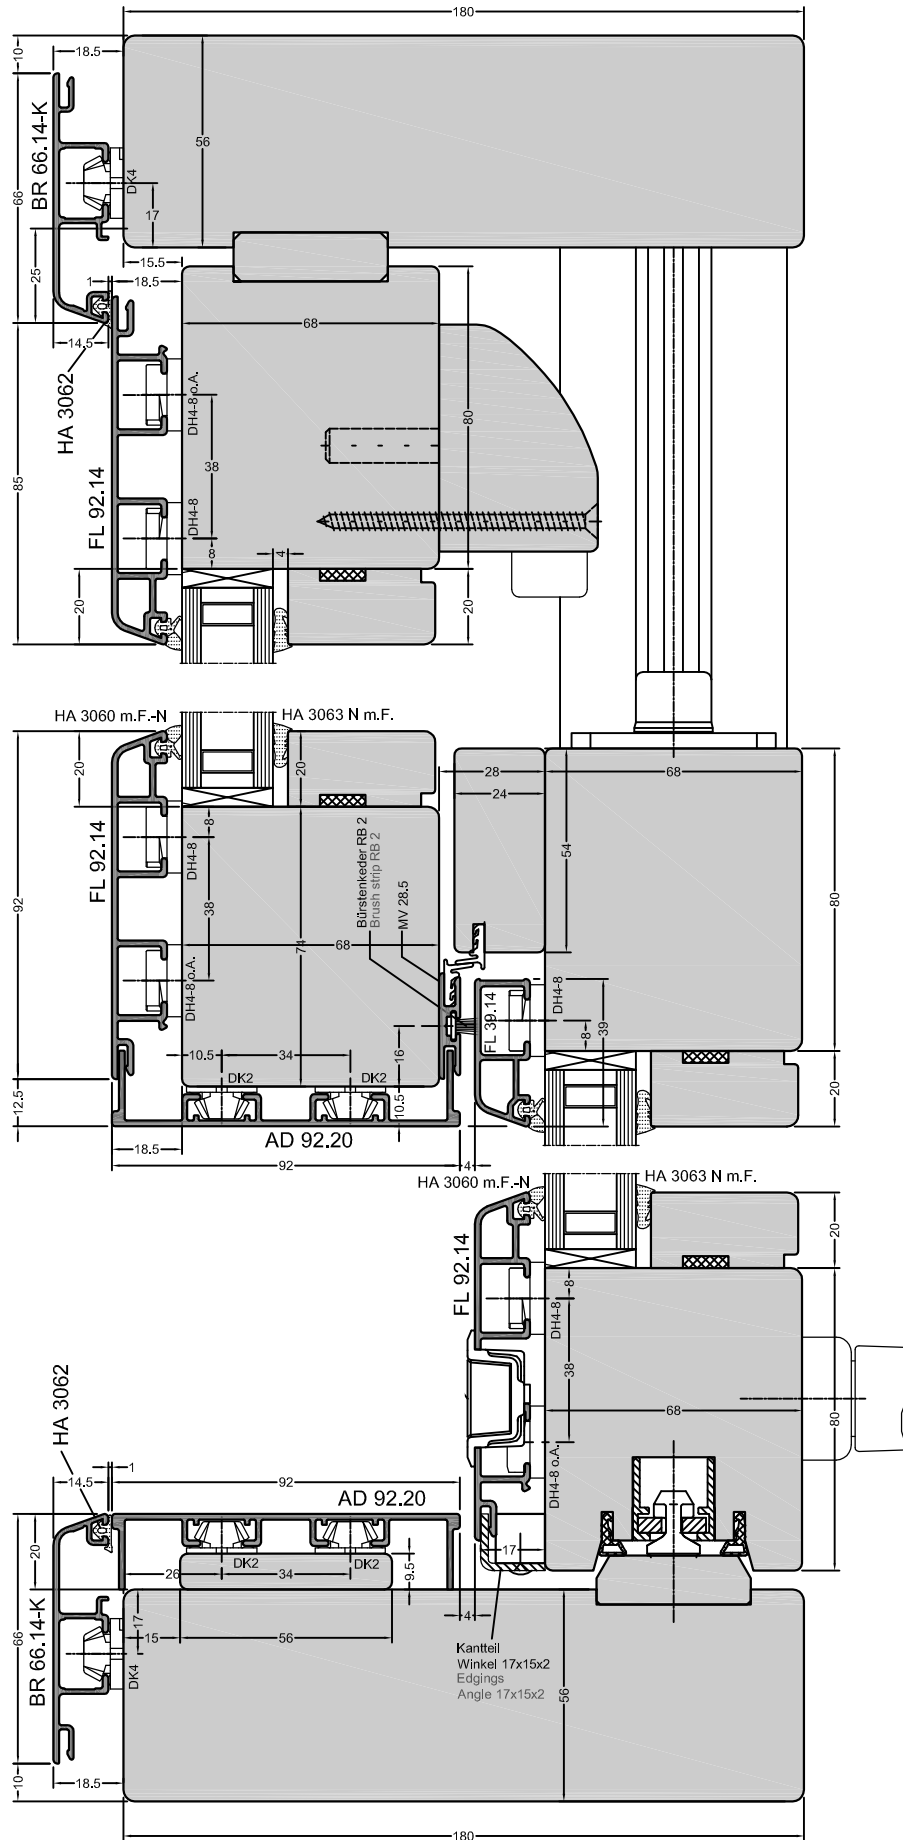 180
18.5
10
BR 66.14-K
66
DK4
56
17
25
15.5
1
18.5
14.5
HA 3062
68
DH4-8 o.A.
80
85
38
FL 92.14
DH4-8
8
4
20
20
HA 3060 m.F.-N
HA 3063 N m.F.
20
20
28
68
24
FL 92.14
8
DH4-8
Bürstenkeder RB 2
Brush strip RB 2
MV 28.5
54
92
38
68
74
80
DH4-8 o.A.
FL 39.14
DH4-8
39
8
16
10.5
34
DK2
DK2
10.5
12.5
20
AD 92.20
18.5
92
4
HA 3060 m.F.-N
HA 3063 N m.F.
20
FL 92.14
8
DH4-8
38
68
80
HA 3062
DH4-8 o.A.
14.5
1
92
AD 92.20
20
DK2
DK2
26
34
9.5
17
4
17
15
56
66
BR 66.14-K
DK4
Kantteil
Winkel 17x15x2
Edgings
Angle 17x15x2
56
10
18.5
180